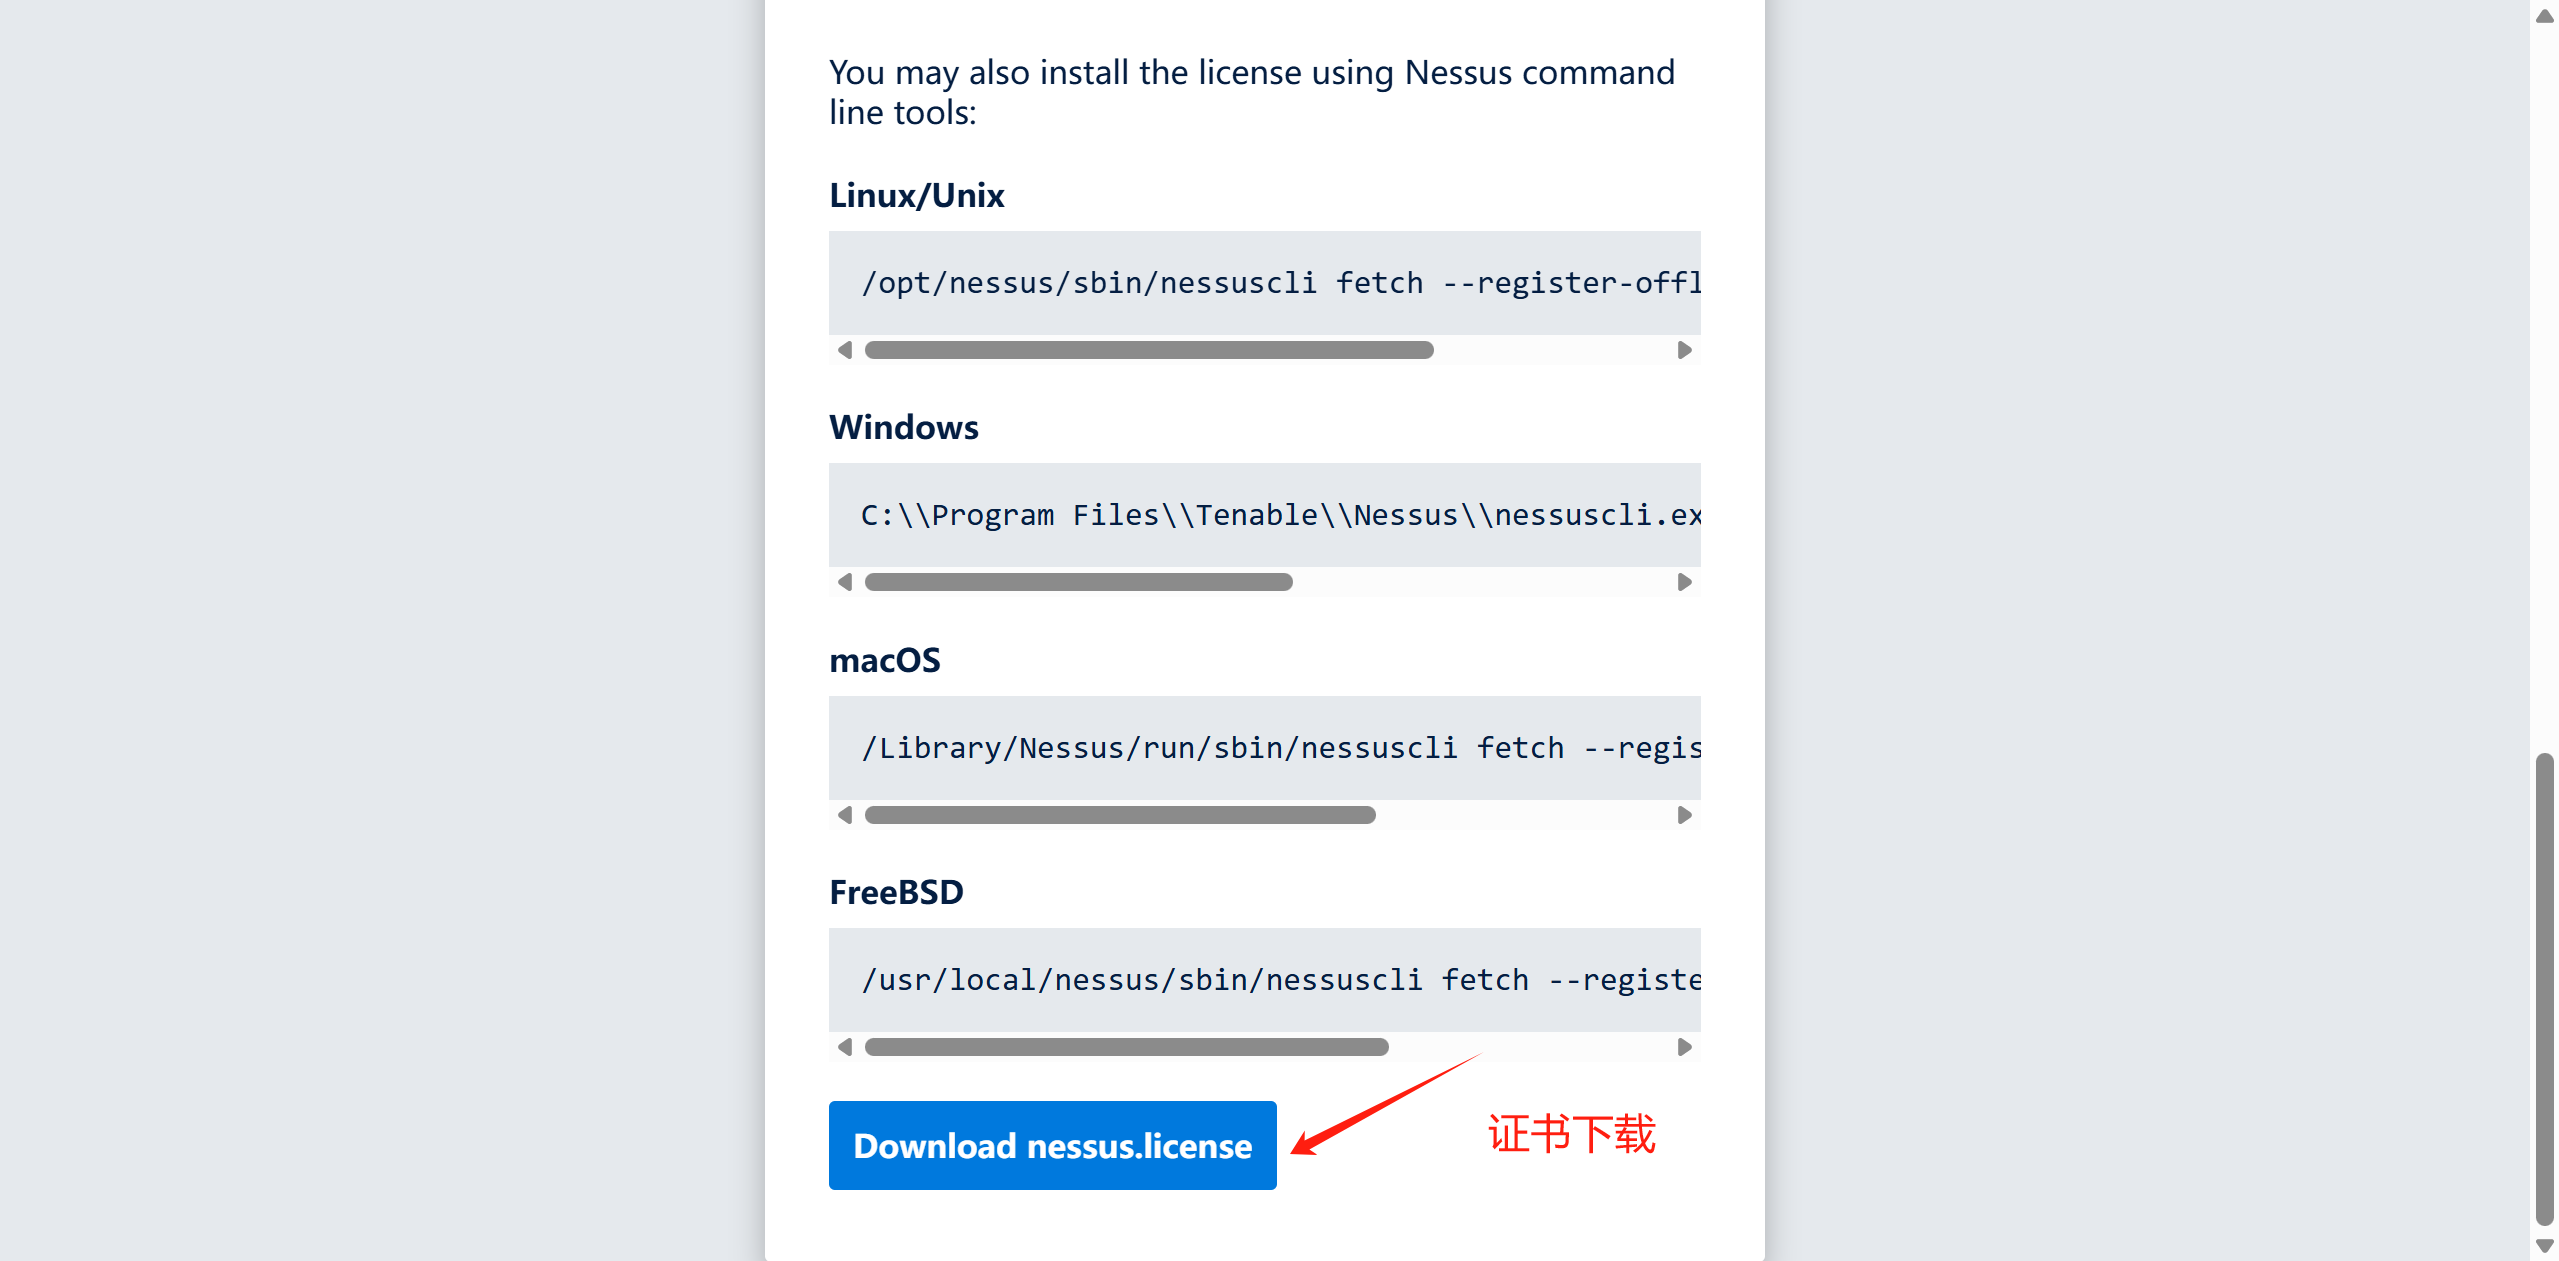 You may also install the license using Nessus command
line tools:
Linux/Unix
/opt/nessus/sbin/nessuscli fetch --register-offl
Windows
C:\\Program Files\\Tenable\\Nessus\\nessuscli.ex
macOS
/Library/Nessus/run/sbin/nessuscli fetch --regis
FreeBSD
/usr/local/nessus/sbin/nessuscli fetch --registe
Download nessus.license
证书下载